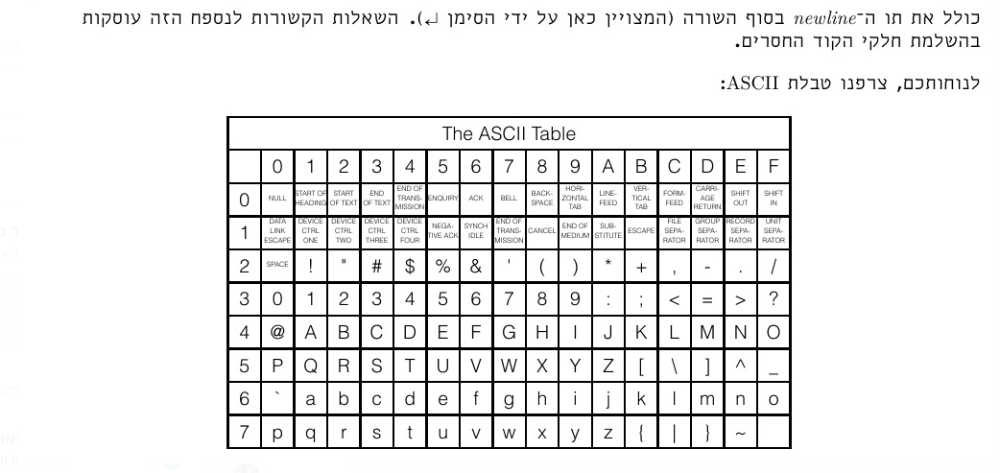 כולל את תו ה־newline בסוף השורה (המצויין כאן על ידי הסימן ↵). השאלות הקשורות לנספח הזה עוסקות
בהשלמת חלקי הקוד החסרים.
לנוחותכם, צרפנו טבלת ASCII:
The ASCII Table
0 1 2 3 4 5 6 7 8 9 A B C D E F
0 NULL START OF HEADING START OF TEXT END OF TEXT END OF TRANS-MISSION ENQUIRY ACK BELL BACK-SPACE HORI-ZONTAL TAB LINE-FEED VER-TICAL TAB FORM-FEED CARRI-AGE RETURN SHIFT OUT SHIFT IN
1 DATA LINK ESCAPE DEVICE CTRL ONE DEVICE CTRL TWO DEVICE CTRL THREE DEVICE CTRL FOUR NEGA-TIVE ACK SYNCH IDLE END OF TRANS-MISSION CANCEL END OF MEDIUM SUB-STITUTE ESCAPE FILE SEPA-RATOR GROUP SEPA-RATOR RECORD SEPA-RATOR UNIT SEPA-RATOR
2 SPACE ! " # $ % & ' ( ) * + , - . /
3 0 1 2 3 4 5 6 7 8 9 : ; < = > ?
4 @ A B C D E F G H I J K L M N O
5 P Q R S T U V W X Y Z [ \ ] ^ _
6 ` a b c d e f g h i j k l m n o
7 p q r s t u v w x y z { | } ~